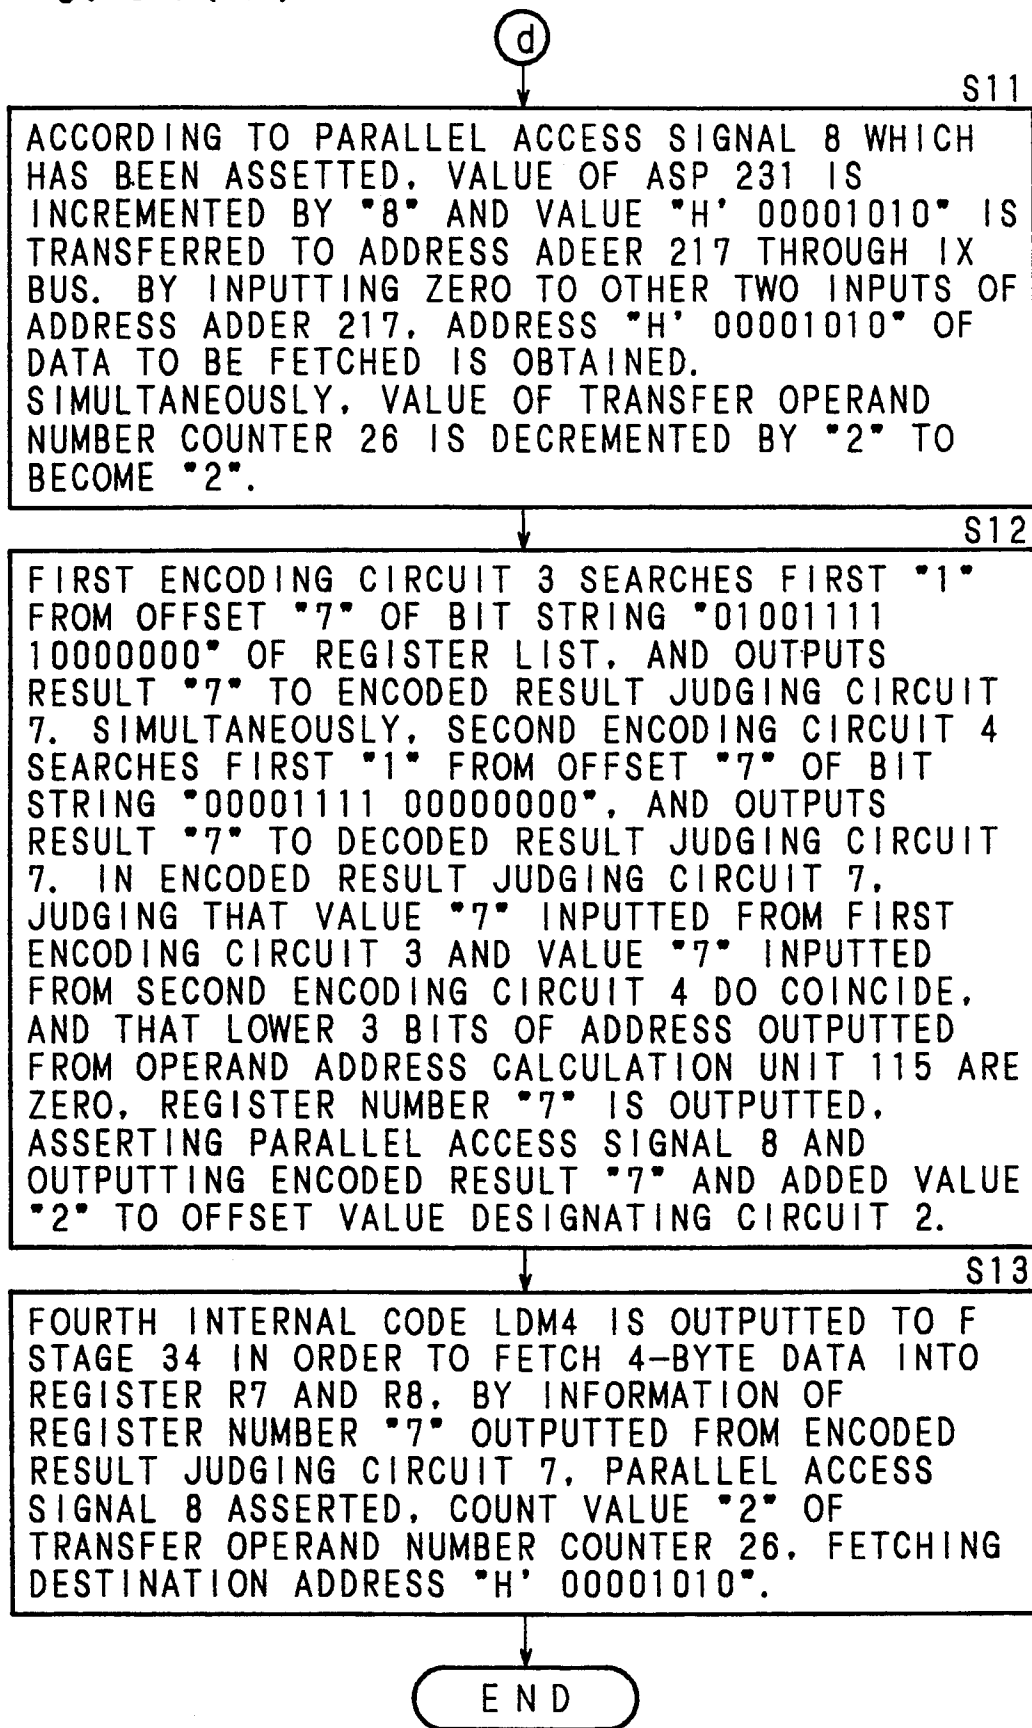 d
S11
ACCORDING TO PARALLEL ACCESS SIGNAL 8 WHICH
HAS BEEN ASSETTED, VALUE OF ASP 231 IS
INCREMENTED BY "8" AND VALUE "H' 00001010" IS
TRANSFERRED TO ADDRESS ADEER 217 THROUGH IX
BUS. BY INPUTTING ZERO TO OTHER TWO INPUTS OF
ADDRESS ADDER 217, ADDRESS "H' 00001010" OF
DATA TO BE FETCHED IS OBTAINED.
SIMULTANEOUSLY, VALUE OF TRANSFER OPERAND
NUMBER COUNTER 26 IS DECREMENTED BY "2" TO
BECOME "2".
S12
FIRST ENCODING CIRCUIT 3 SEARCHES FIRST "1"
FROM OFFSET "7" OF BIT STRING "01001111
10000000" OF REGISTER LIST, AND OUTPUTS
RESULT "7" TO ENCODED RESULT JUDGING CIRCUIT
7. SIMULTANEOUSLY, SECOND ENCODING CIRCUIT 4
SEARCHES FIRST "1" FROM OFFSET "7" OF BIT
STRING "00001111 00000000", AND OUTPUTS
RESULT "7" TO DECODED RESULT JUDGING CIRCUIT
7. IN ENCODED RESULT JUDGING CIRCUIT 7,
JUDGING THAT VALUE "7" INPUTTED FROM FIRST
ENCODING CIRCUIT 3 AND VALUE "7" INPUTTED
FROM SECOND ENCODING CIRCUIT 4 DO COINCIDE,
AND THAT LOWER 3 BITS OF ADDRESS OUTPUTTED
FROM OPERAND ADDRESS CALCULATION UNIT 115 ARE
ZERO, REGISTER NUMBER "7" IS OUTPUTTED,
ASSERTING PARALLEL ACCESS SIGNAL 8 AND
OUTPUTTING ENCODED RESULT "7" AND ADDED VALUE
"2" TO OFFSET VALUE DESIGNATING CIRCUIT 2.
S13
FOURTH INTERNAL CODE LDM4 IS OUTPUTTED TO F
STAGE 34 IN ORDER TO FETCH 4-BYTE DATA INTO
REGISTER R7 AND R8, BY INFORMATION OF
REGISTER NUMBER "7" OUTPUTTED FROM ENCODED
RESULT JUDGING CIRCUIT 7, PARALLEL ACCESS
SIGNAL 8 ASSERTED, COUNT VALUE "2" OF
TRANSFER OPERAND NUMBER COUNTER 26, FETCHING
DESTINATION ADDRESS "H' 00001010".
END